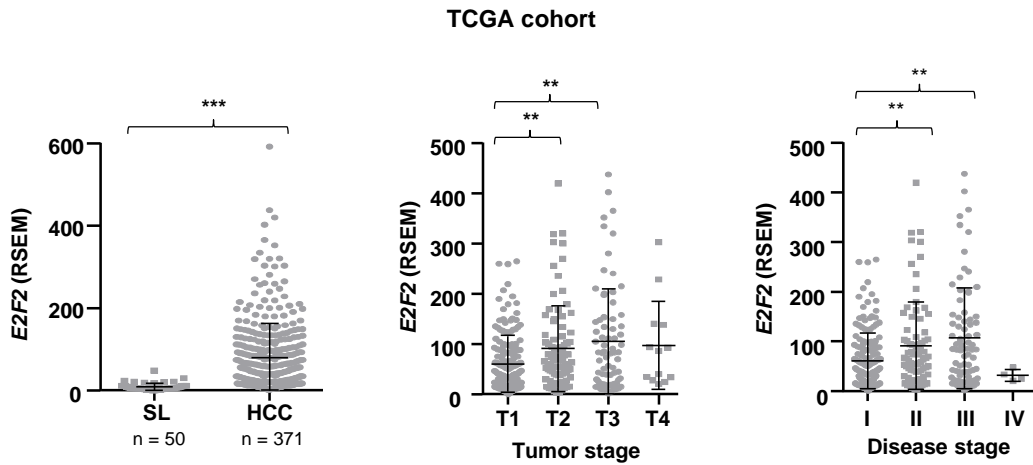 TCGA cohort
***
E2F2 (RSEM)
600
400
200
0
SL
HCC
n = 50
n = 371
**
**
E2F2 (RSEM)
500
400
300
200
100
0
T1
T2
T3
T4
Tumor stage
**
**
E2F2 (RSEM)
500
400
300
200
100
0
I
II
III
IV
Disease stage